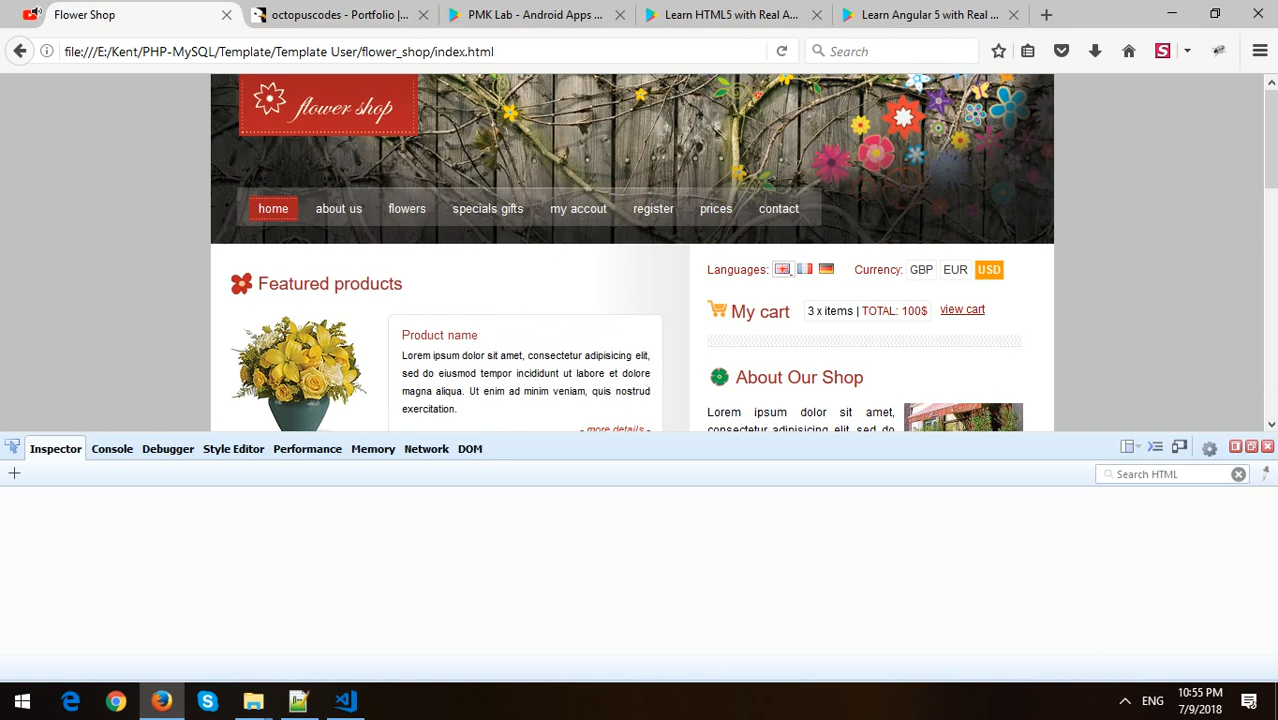 Flower Shop
octopuscodes - Portfolio |...
PMK Lab - Android Apps ...
Learn HTML5 with Real A...
Learn Angular 5 with Real ...
file:///E:/Kent/PHP-MySQL/Template/Template User/flower_shop/index.html
Search
flower shop
home about us flowers specials gifts my accout register prices contact
Languages: Currency: GBP EUR USD
Featured products
My cart 3 x items | TOTAL: 100$ view cart
Product name
Lorem ipsum dolor sit amet, consectetur adipisicing elit,
sed do eiusmod tempor incididunt ut labore et dolore
magna aliqua. Ut enim ad minim veniam, quis nostrud
exercitation.
- more details -
About Our Shop
Lorem ipsum dolor sit amet,
consectetur adipisicing elit, sed do
Inspector Console Debugger Style Editor Performance Memory Network DOM
Search HTML
ENG
10:55 PM
7/9/2018